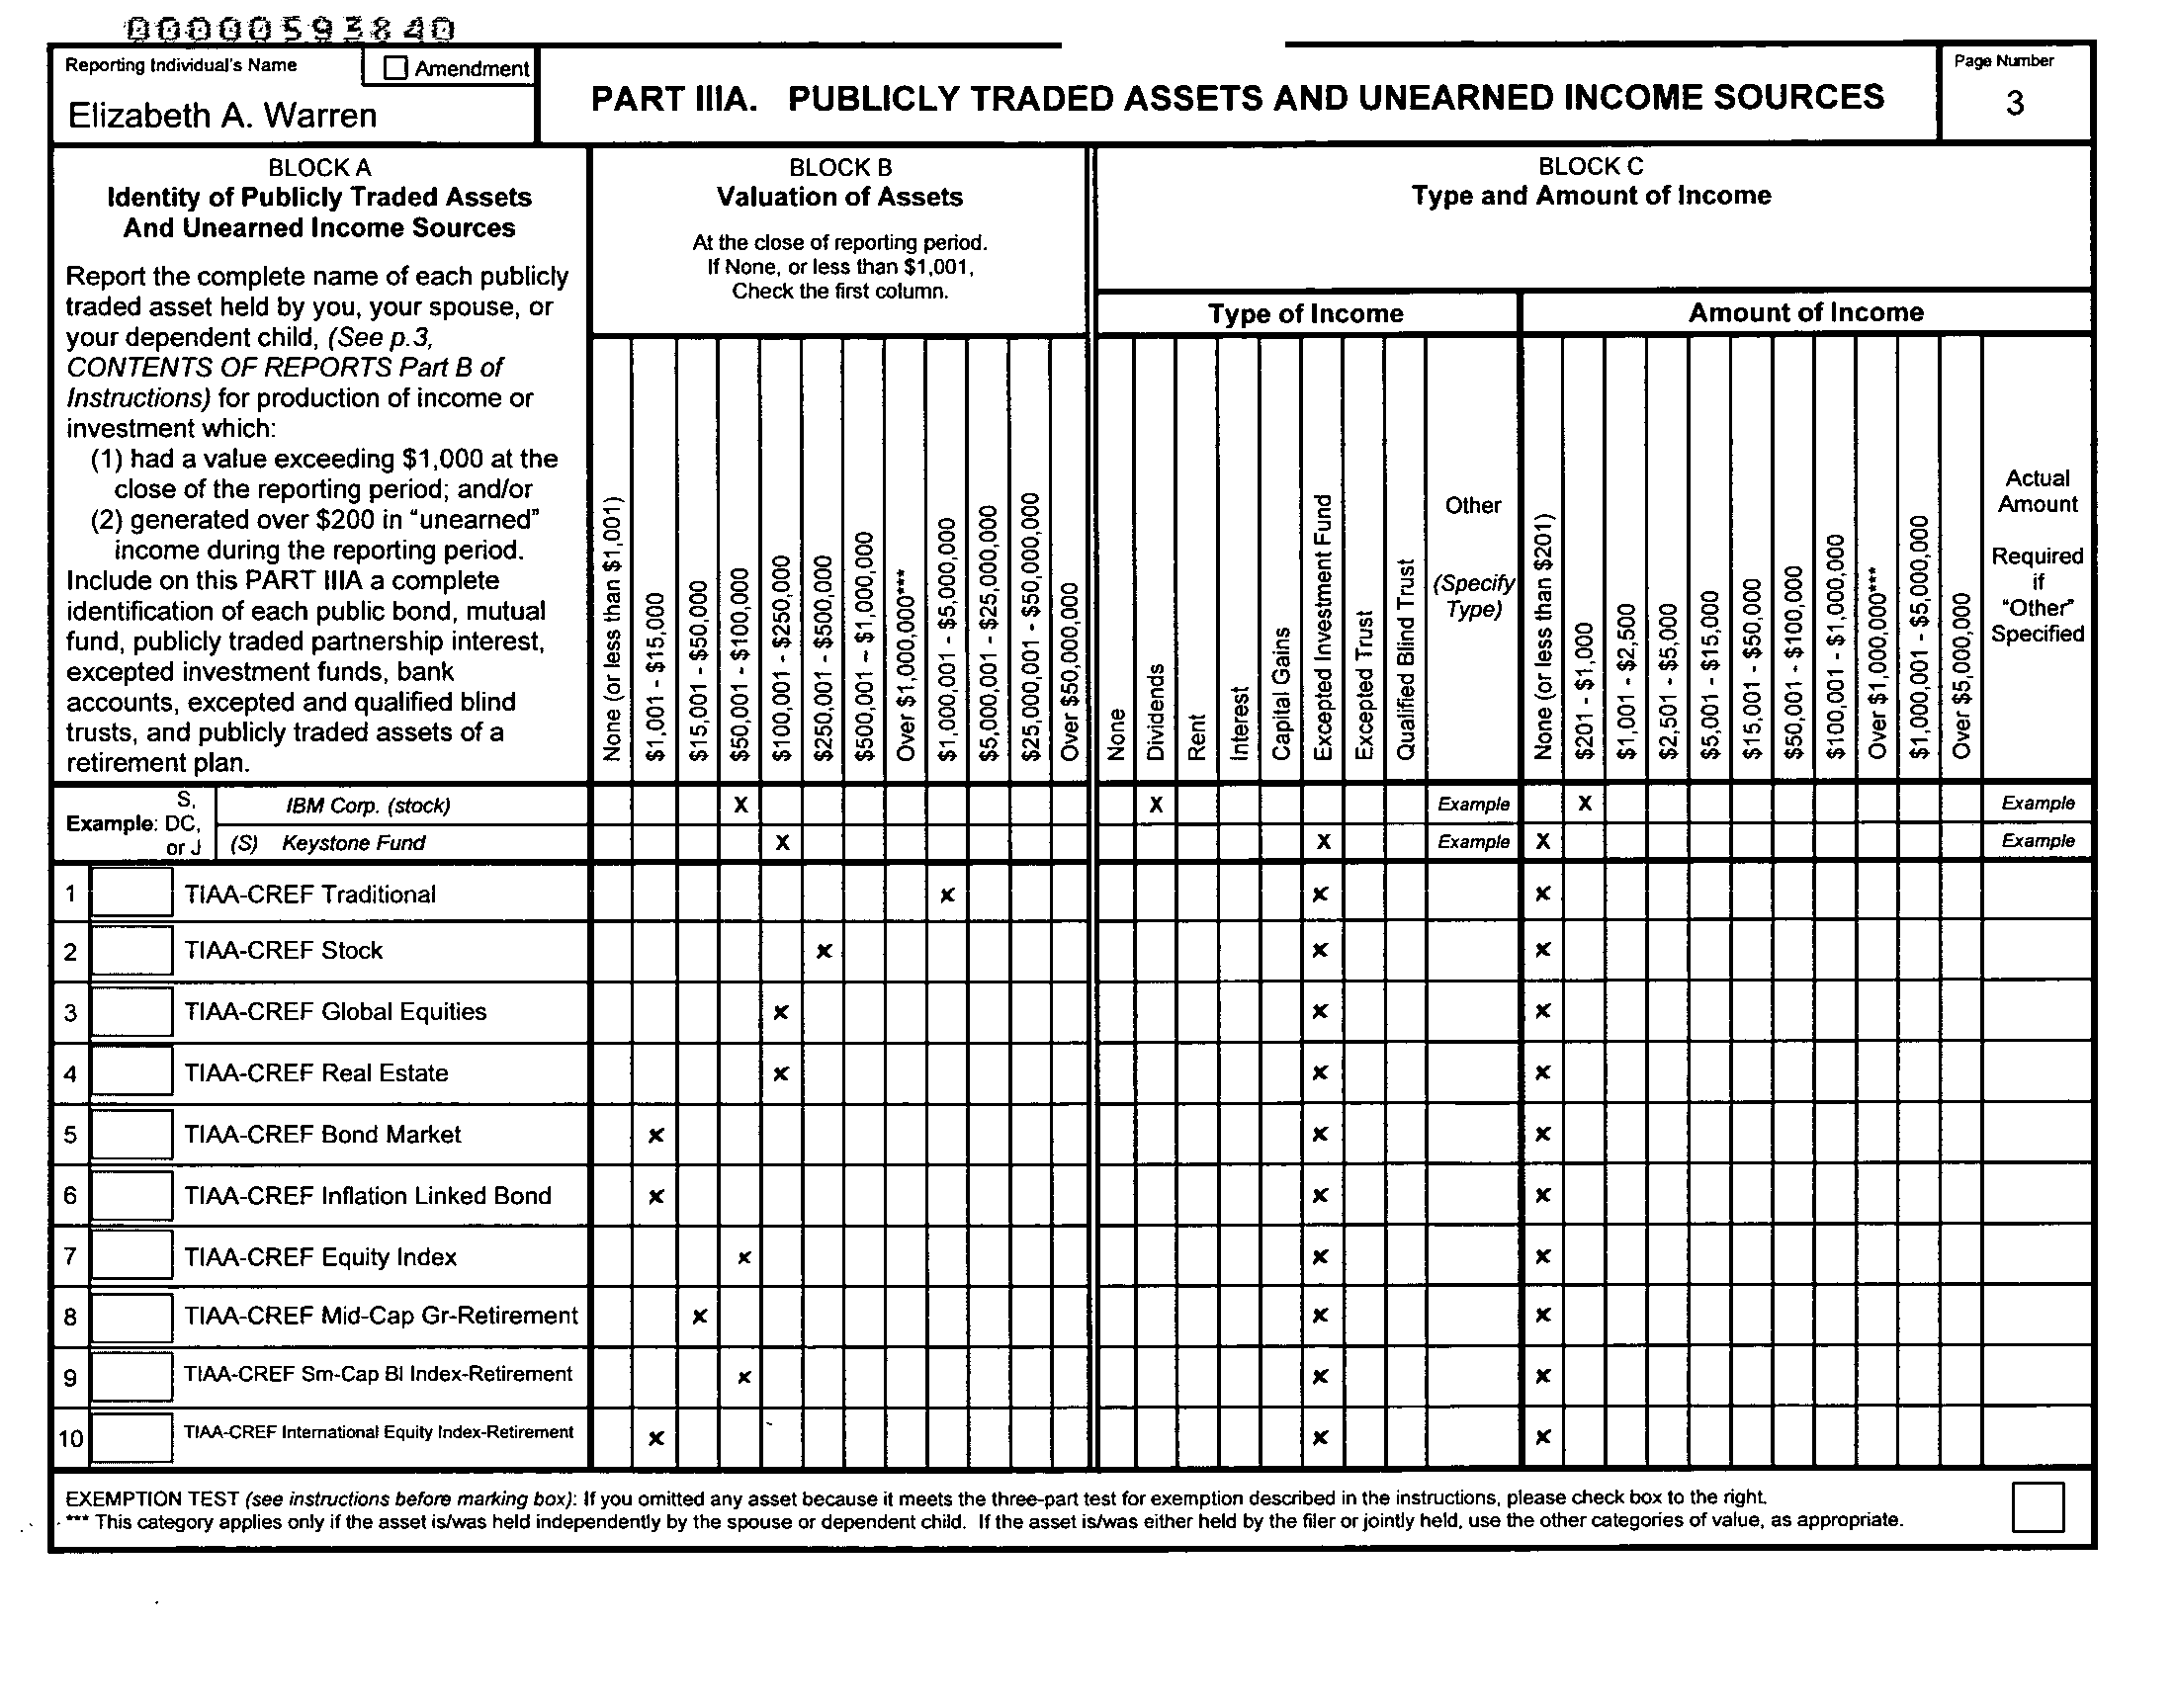 00000593840
Reporting Individual's Name
Amendment
Elizabeth A. Warren
PART IIIA. PUBLICLY TRADED ASSETS AND UNEARNED INCOME SOURCES
Page Number
3
BLOCK A
Identity of Publicly Traded Assets
And Unearned Income Sources
Report the complete name of each publicly
traded asset held by you, your spouse, or
your dependent child, (See p.3,
CONTENTS OF REPORTS Part B of
Instructions) for production of income or
investment which:
(1) had a value exceeding $1,000 at the
close of the reporting period; and/or
(2) generated over $200 in "unearned"
income during the reporting period.
Include on this PART IIIA a complete
identification of each public bond, mutual
fund, publicly traded partnership interest,
excepted investment funds, bank
accounts, excepted and qualified blind
trusts, and publicly traded assets of a
retirement plan.
BLOCK B
Valuation of Assets
At the close of reporting period.
If None, or less than $1,001,
Check the first column.
None (or less than $1,001)
$1,001 - $15,000
$15,001 - $50,000
$50,001 - $100,000
$100,001 - $250,000
$250,001 - $500,000
$500,001 - $1,000,000
Over $1,000,000***
$1,000,001 - $5,000,000
$5,000,001 - $25,000,000
$25,000,001 - $50,000,000
Over $50,000,000
BLOCK C
Type and Amount of Income
Type of Income
Amount of Income
None
Dividends
Rent
Interest
Capital Gains
Excepted Investment Fund
Excepted Trust
Qualified Blind Trust
Other
(Specify
Type)
None (or less than $201)
$201 - $1,000
$1,001 - $2,500
$2,501 - $5,000
$5,001 - $15,000
$15,001 - $50,000
$50,001 - $100,000
$100,001 - $1,000,000
Over $1,000,000***
$1,000,001 - $5,000,000
Over $5,000,000
Actual
Amount
Required
if
"Other"
Specified
Example: S, DC, or J
IBM Corp. (stock) X X Example X Example
(S) Keystone Fund X X Example X Example
1 TIAA-CREF Traditional x x x
2 TIAA-CREF Stock x x x
3 TIAA-CREF Global Equities x x x
4 TIAA-CREF Real Estate x x x
5 TIAA-CREF Bond Market x x x
6 TIAA-CREF Inflation Linked Bond x x x
7 TIAA-CREF Equity Index x x x
8 TIAA-CREF Mid-Cap Gr-Retirement x x x
9 TIAA-CREF Sm-Cap Bl Index-Retirement x x x
10 TIAA-CREF International Equity Index-Retirement x x x
EXEMPTION TEST (see instructions before marking box): If you omitted any asset because it meets the three-part test for exemption described in the instructions, please check box to the right.
*** This category applies only if the asset is/was held independently by the spouse or dependent child. If the asset is/was either held by the filer or jointly held, use the other categories of value, as appropriate.